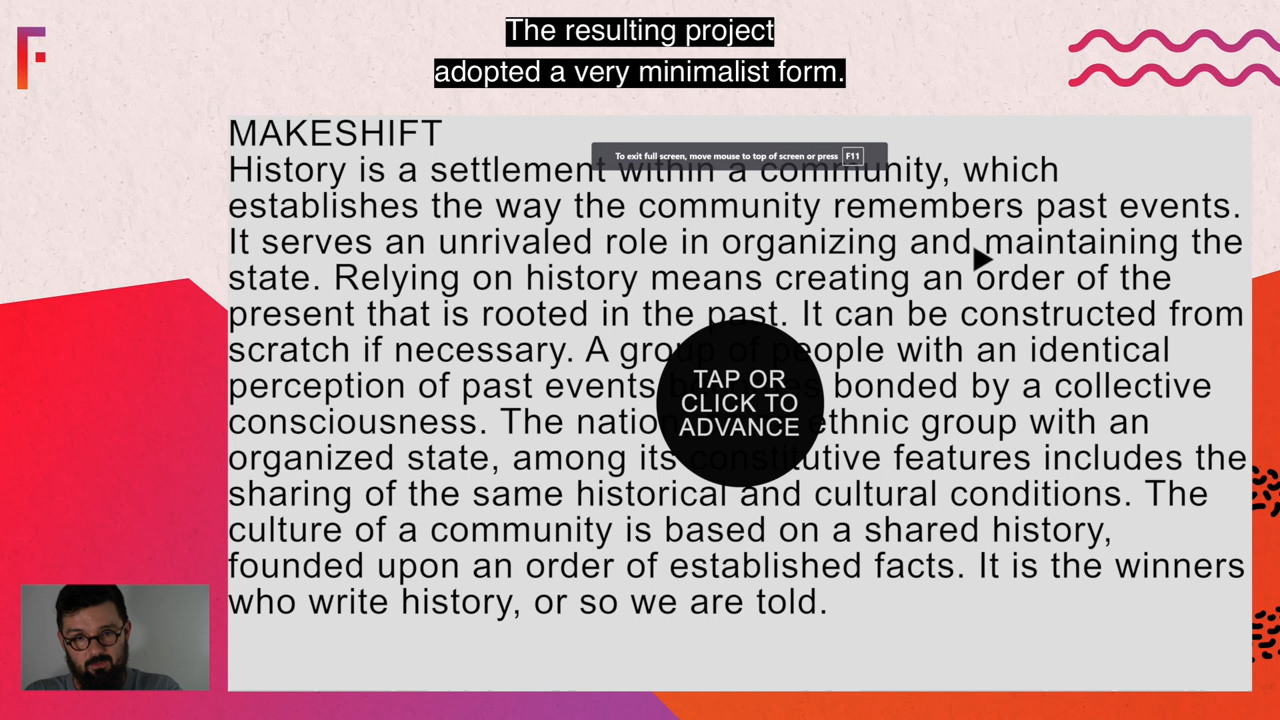 The resulting project
adopted a very minimalist form.
F
MAKESHIFT
To exit full screen, move mouse to top of screen or press F11
History is a settlement within a community, which
establishes the way the community remembers past events.
It serves an unrivaled role in organizing and maintaining the
state. Relying on history means creating an order of the
present that is rooted in the past. It can be constructed from
scratch if necessary. A group of people with an identical
perception of past events bonded by a collective
consciousness. The ethnic group with an
organized state, among its constitutive features includes the
sharing of the same historical and cultural conditions. The
culture of a community is based on a shared history,
founded upon an order of established facts. It is the winners
who write history, or so we are told.
TAP OR
CLICK TO
ADVANCE